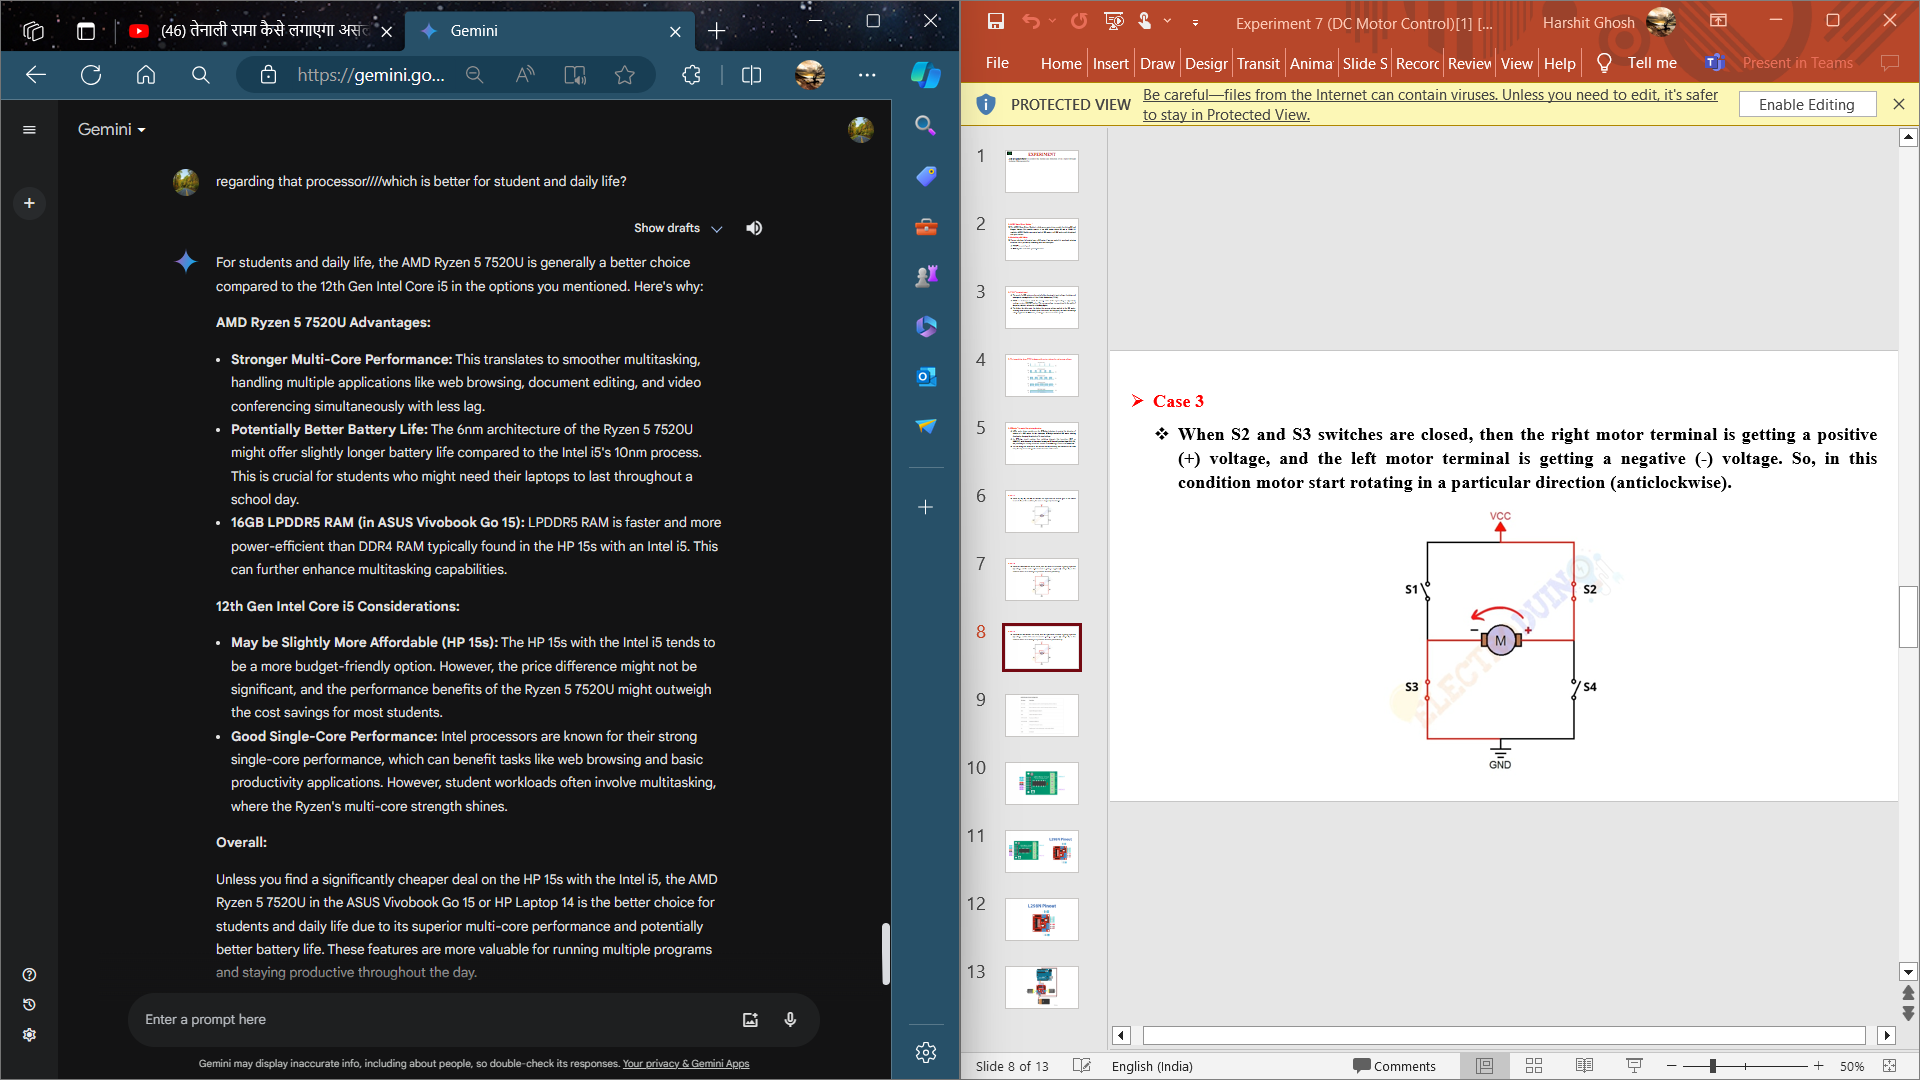 (46) तेनाली रामा कैसे लगाएगा
Gemini
https://gemini.go...
Gemini
regarding that processor////which is better for student and daily life?
Show drafts
For students and daily life, the AMD Ryzen 5 7520U is generally a better choice
compared to the 12th Gen Intel Core i5 in the options you mentioned. Here's why:
AMD Ryzen 5 7520U Advantages:
• Stronger Multi-Core Performance: This translates to smoother multitasking,
handling multiple applications like web browsing, document editing, and video
conferencing simultaneously with less lag.
• Potentially Better Battery Life: The 6nm architecture of the Ryzen 5 7520U
might offer slightly longer battery life compared to the Intel i5's 10nm process.
This is crucial for students who might need their laptops to last throughout a
school day.
• 16GB LPDDR5 RAM (in ASUS Vivobook Go 15): LPDDR5 RAM is faster and more
power-efficient than DDR4 RAM typically found in the HP 15s with an Intel i5. This
can further enhance multitasking capabilities.
12th Gen Intel Core i5 Considerations:
• May be Slightly More Affordable (HP 15s): The HP 15s with the Intel i5 tends to
be a more budget-friendly option. However, the price difference might not be
significant, and the performance benefits of the Ryzen 5 7520U might outweigh
the cost savings for most students.
• Good Single-Core Performance: Intel processors are known for their strong
single-core performance, which can benefit tasks like web browsing and basic
productivity applications. However, student workloads often involve multitasking,
where the Ryzen's multi-core strength shines.
Overall:
Unless you find a significantly cheaper deal on the HP 15s with the Intel i5, the AMD
Ryzen 5 7520U in the ASUS Vivobook Go 15 or HP Laptop 14 is the better choice for
students and daily life due to its superior multi-core performance and potentially
better battery life. These features are more valuable for running multiple programs
and staying productive throughout the day.
Enter a prompt here
Gemini may display inaccurate info, including about people, so double-check its responses. Your privacy & Gemini Apps
Experiment 7 (DC Motor Control)[1] [...
Harshit Ghosh
File Home Insert Draw Desigr Transit Anima Slide S Recorc Review View Help Tell me Present in Teams
PROTECTED VIEW
Be careful—files from the Internet can contain viruses. Unless you need to edit, it's safer
to stay in Protected View.
Enable Editing
1
EXPERIMENT
2
3
4
5
6
7
8
9
10
11
L298N Pinout
12
L298N Pinout
13
➢ Case 3
❖ When S2 and S3 switches are closed, then the right motor terminal is getting a positive
(+) voltage, and the left motor terminal is getting a negative (-) voltage. So, in this
condition motor start rotating in a particular direction (anticlockwise).
VCC
S1
S2
− +
M
S3
S4
GND
Slide 8 of 13
English (India)
Comments
50%